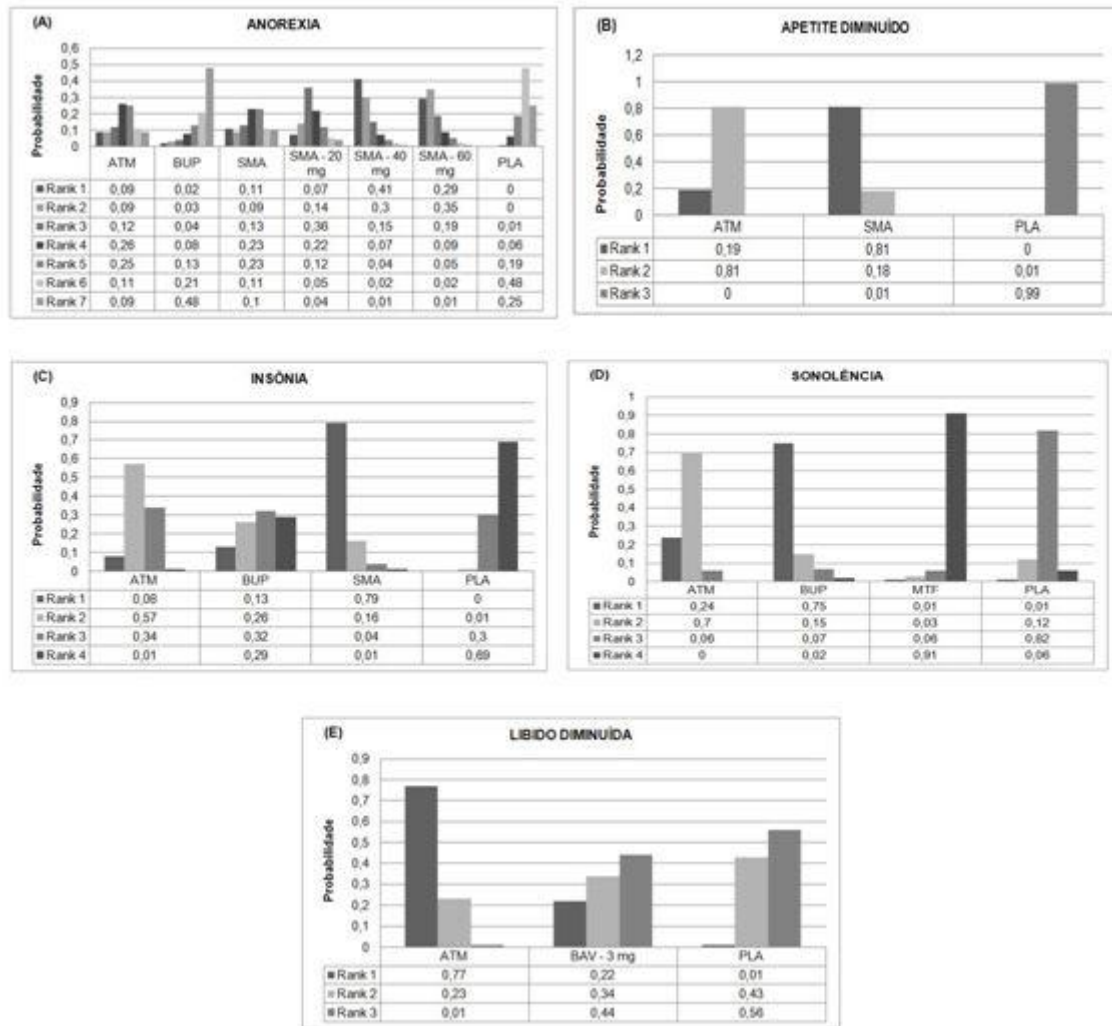 (A) ANOREXIA
Probabilidade
0,6
0,5
0,4
0,3
0,2
0,1
0
ATM BUP SMA SMA - 20 mg SMA - 40 mg SMA - 60 mg PLA
Rank 1 0,09 0,02 0,11 0,07 0,41 0,29 0
Rank 2 0,09 0,03 0,09 0,14 0,3 0,35 0
Rank 3 0,12 0,04 0,13 0,36 0,15 0,19 0,01
Rank 4 0,26 0,08 0,23 0,22 0,07 0,09 0,06
Rank 5 0,25 0,13 0,23 0,12 0,04 0,05 0,19
Rank 6 0,11 0,21 0,11 0,05 0,02 0,02 0,48
Rank 7 0,09 0,48 0,1 0,04 0,01 0,01 0,25
(B) APETITE DIMINUÍDO
Probabilidade
1,2
1
0,8
0,6
0,4
0,2
0
ATM SMA PLA
Rank 1 0,19 0,81 0
Rank 2 0,81 0,18 0,01
Rank 3 0 0,01 0,99
(C) INSÔNIA
Probabilidade
0,9
0,8
0,7
0,6
0,5
0,4
0,3
0,2
0,1
0
ATM BUP SMA PLA
Rank 1 0,08 0,13 0,79 0
Rank 2 0,57 0,26 0,16 0,01
Rank 3 0,34 0,32 0,04 0,3
Rank 4 0,01 0,29 0,01 0,69
(D) SONOLÊNCIA
Probabilidade
1
0,9
0,8
0,7
0,6
0,5
0,4
0,3
0,2
0,1
0
ATM BUP MTF PLA
Rank 1 0,24 0,75 0,01 0,01
Rank 2 0,7 0,15 0,03 0,12
Rank 3 0,06 0,07 0,06 0,82
Rank 4 0 0,02 0,91 0,06
(E) LIBIDO DIMINUÍDA
Probabilidade
0,9
0,8
0,7
0,6
0,5
0,4
0,3
0,2
0,1
0
ATM BAV - 3 mg PLA
Rank 1 0,77 0,22 0,01
Rank 2 0,23 0,34 0,43
Rank 3 0,01 0,44 0,56